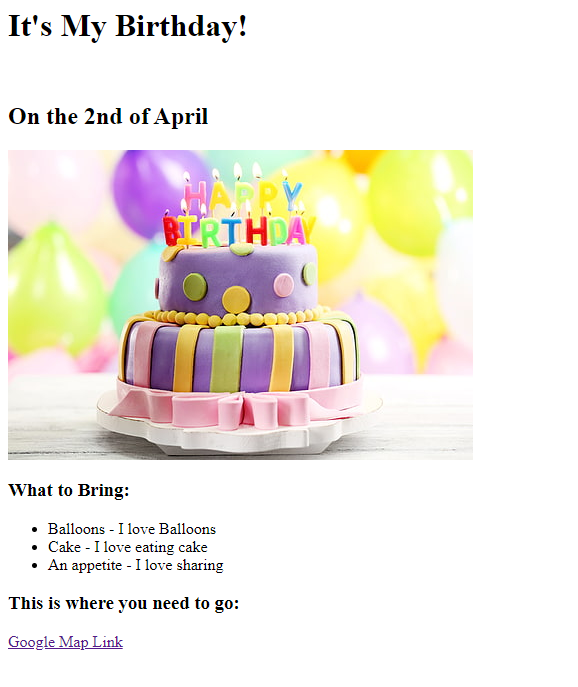 It's My Birthday!
On the 2nd of April
HAPPY
BIRTHDAY
What to Bring:
Balloons - I love Balloons
Cake - I love eating cake
An appetite - I love sharing
This is where you need to go:
Google Map Link